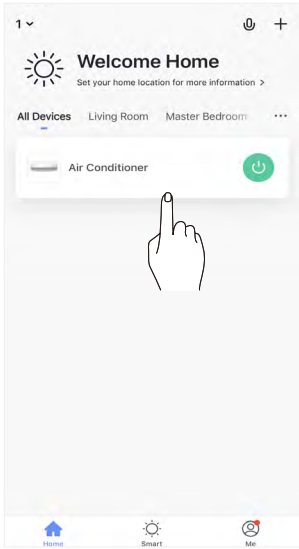 1
Welcome Home
Set your home location for more information >
All Devices Living Room Master Bedroom ...
Air Conditioner
Home Smart Me